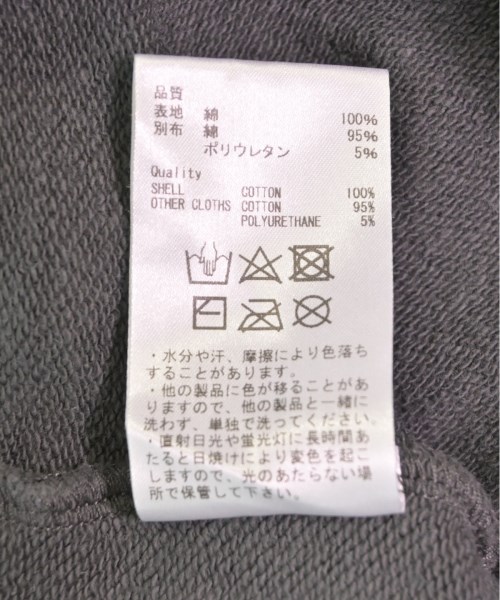 品質
表地 綿 100%
別布 綿 95%
ポリウレタン 5%
Quality
SHELL COTTON 100%
OTHER CLOTHS COTTON 95%
POLYURETHANE 5%
・水分や汗、摩擦により色落ち
することがあります。
・他の製品に色が移ることがあ
りますので、他の製品と一緒に
洗わず、単独で洗ってください。
・直射日光や蛍光灯に長時間あ
たると日焼けにより変色を起こ
しますので、光のあたらない場
所で保管して下さい。